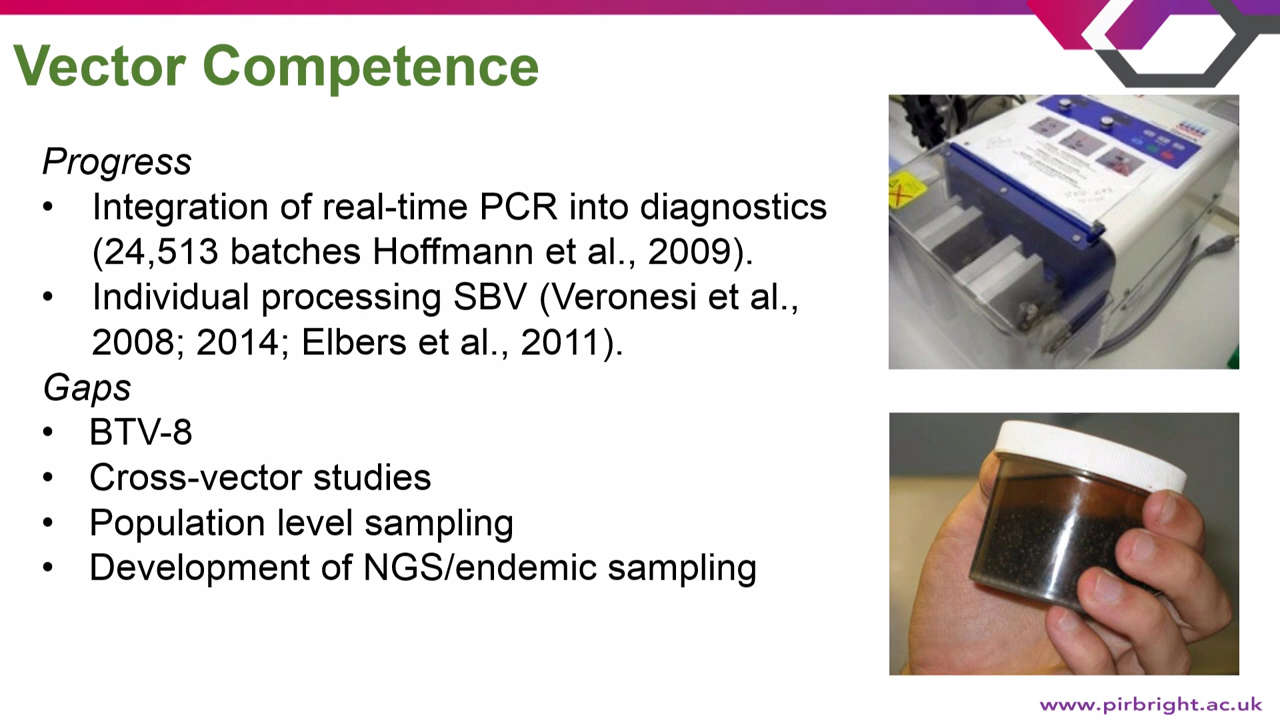 Vector Competence
Progress
• Integration of real-time PCR into diagnostics
(24,513 batches Hoffmann et al., 2009).
• Individual processing SBV (Veronesi et al.,
2008; 2014; Elbers et al., 2011).
Gaps
• BTV-8
• Cross-vector studies
• Population level sampling
• Development of NGS/endemic sampling
www.pirbright.ac.uk